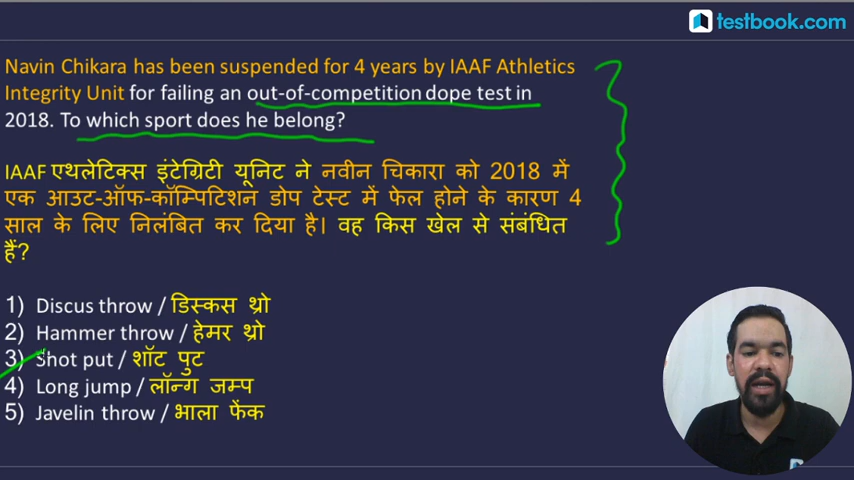 testbook.com
Navin Chikara has been suspended for 4 years by IAAF Athletics
Integrity Unit for failing an out-of-competition dope test in
2018. To which sport does he belong?
IAAF एथलेटिक्स इंटेग्रिटी यूनिट ने नवीन चिकारा को 2018 में
एक आउट-ऑफ-कॉम्पिटिशन डोप टेस्ट में फेल होने के कारण 4
साल के लिए निलंबित कर दिया है। वह किस खेल से संबंधित
हैं?
1) Discus throw / डिस्कस थ्रो
2) Hammer throw / हेमर थ्रो
3) Shot put / शॉट पुट
4) Long jump / लॉन्ग जम्प
5) Javelin throw / भाला फेंक